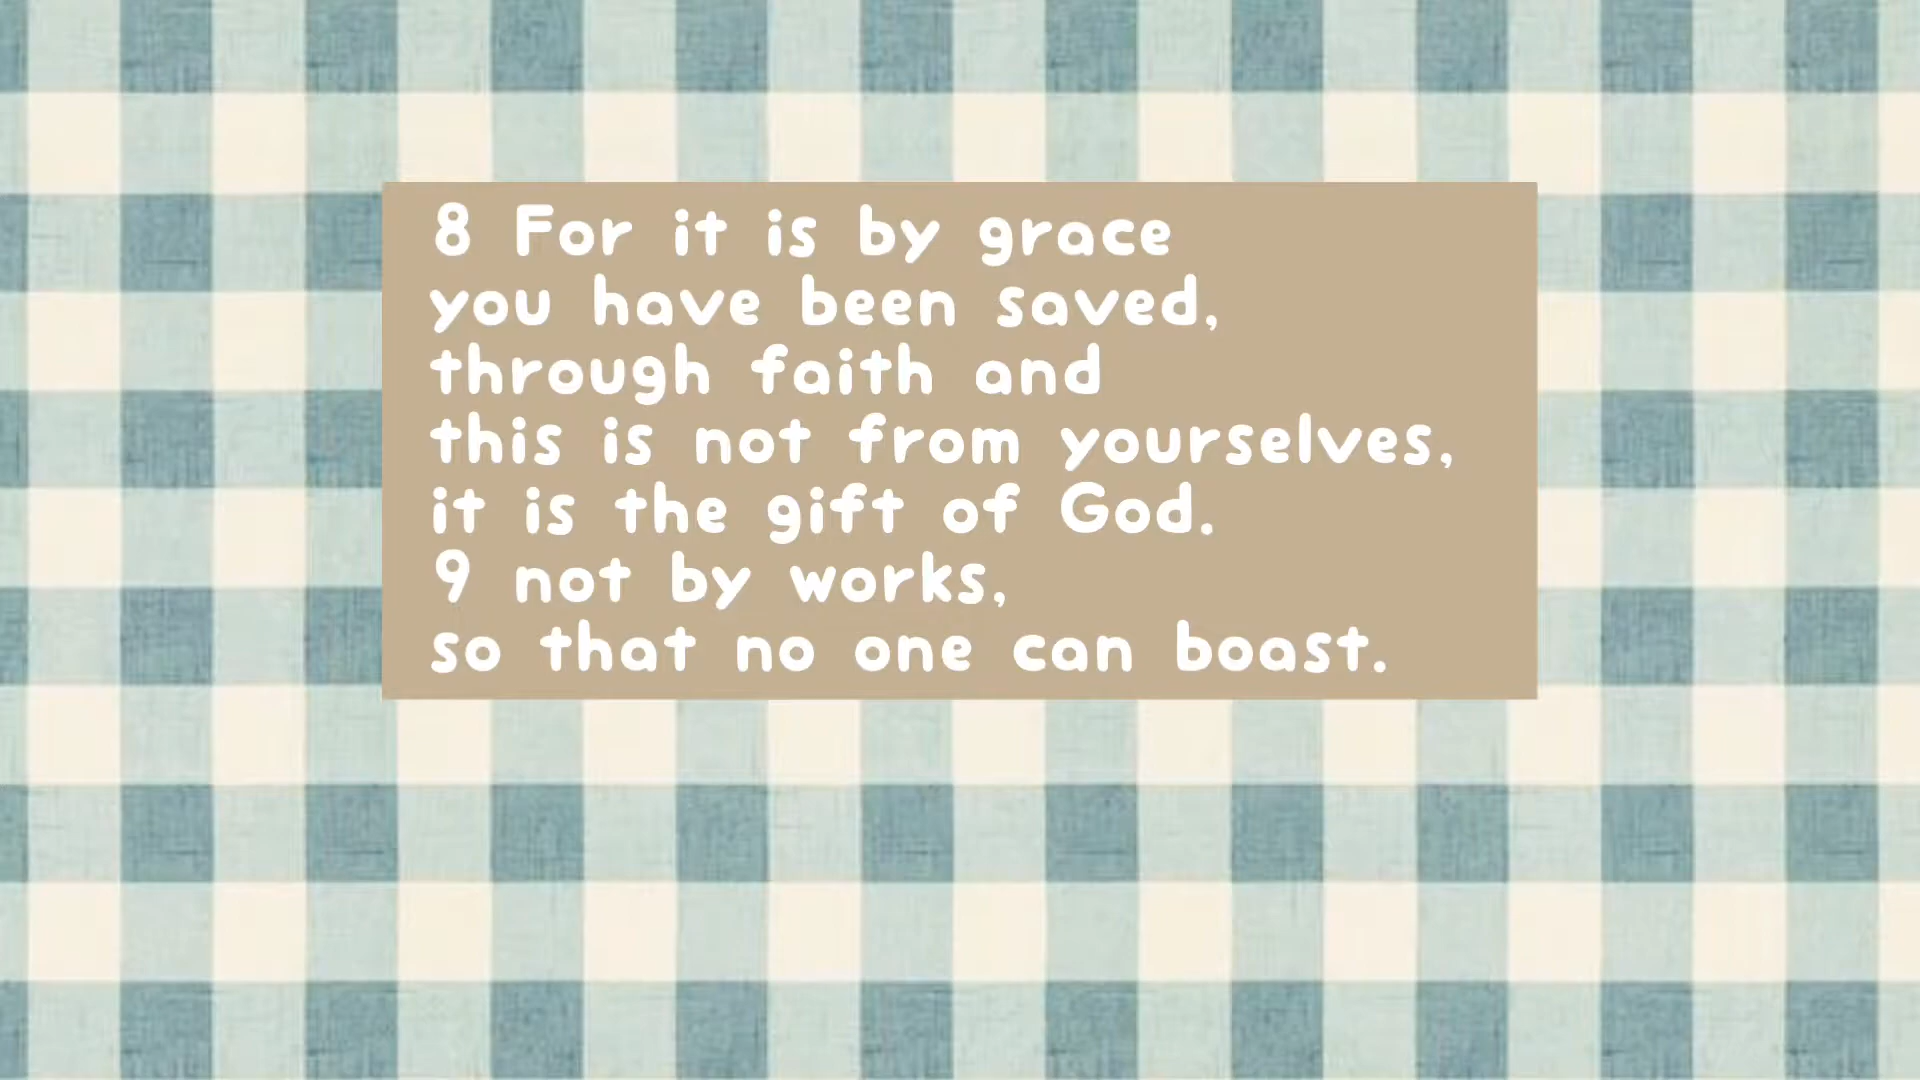 8 For it is by grace
you have been saved,
through faith and
this is not from yourselves,
it is the gift of God.
9 not by works,
so that no one can boast.